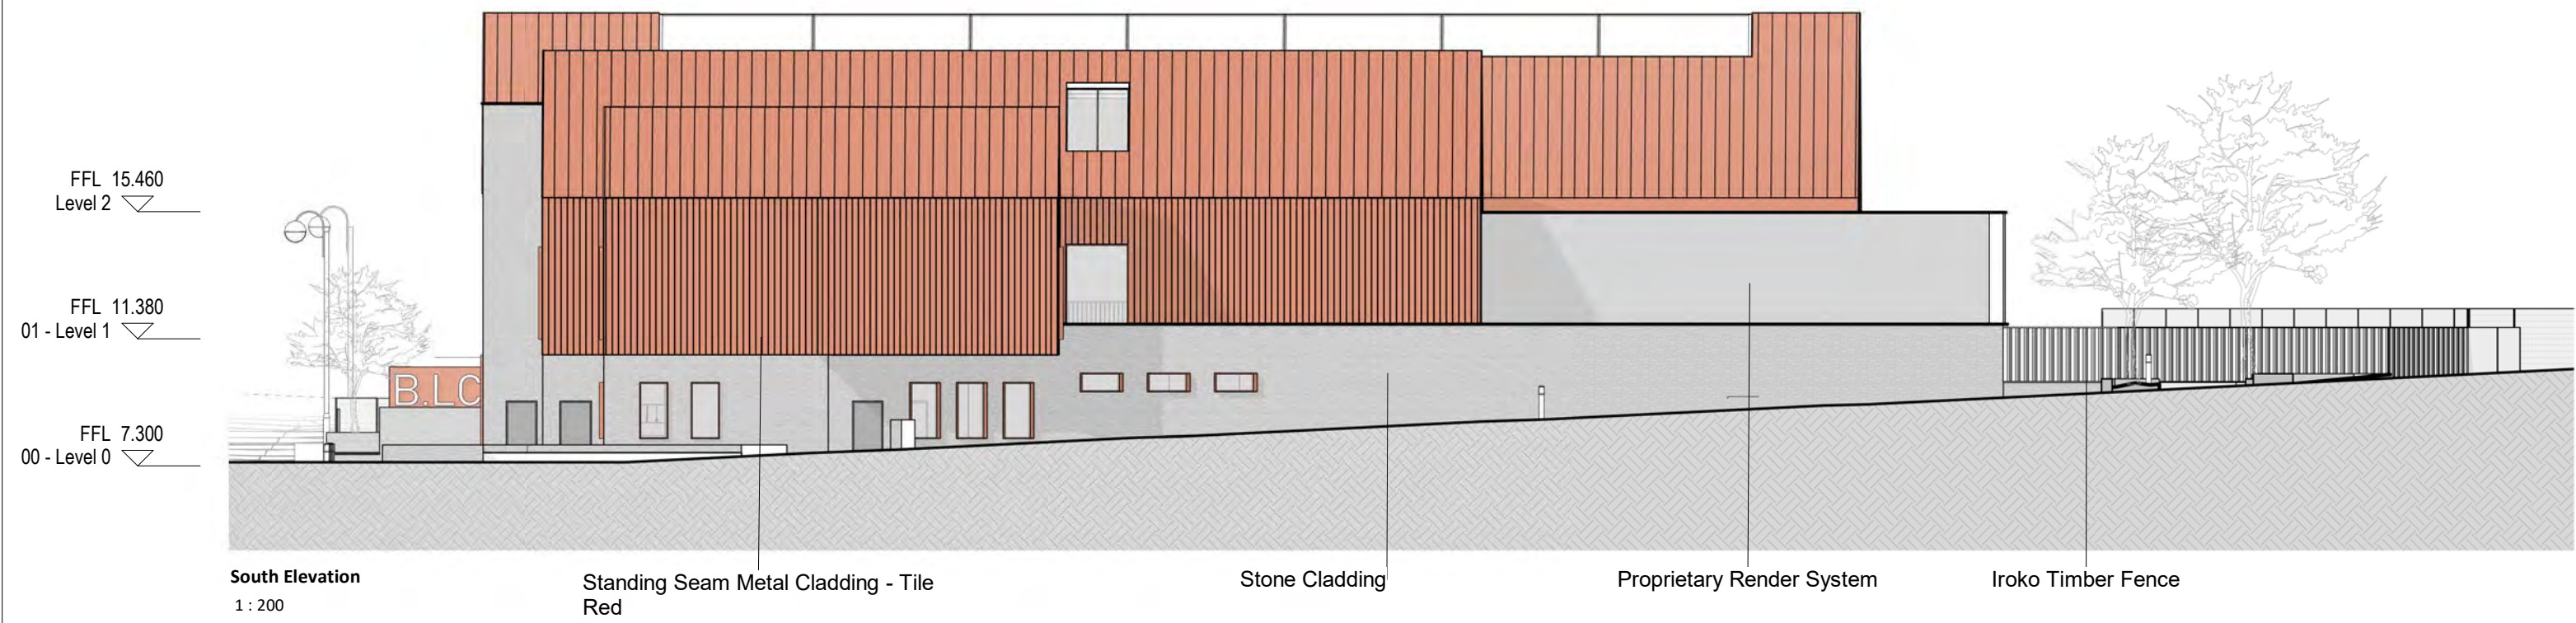 FFL 15.460
Level 2
FFL 11.380
01 - Level 1
FFL 7.300
00 - Level 0
B.LC
South Elevation
1 : 200
Standing Seam Metal Cladding - Tile
Red
Stone Cladding
Proprietary Render System
Iroko Timber Fence